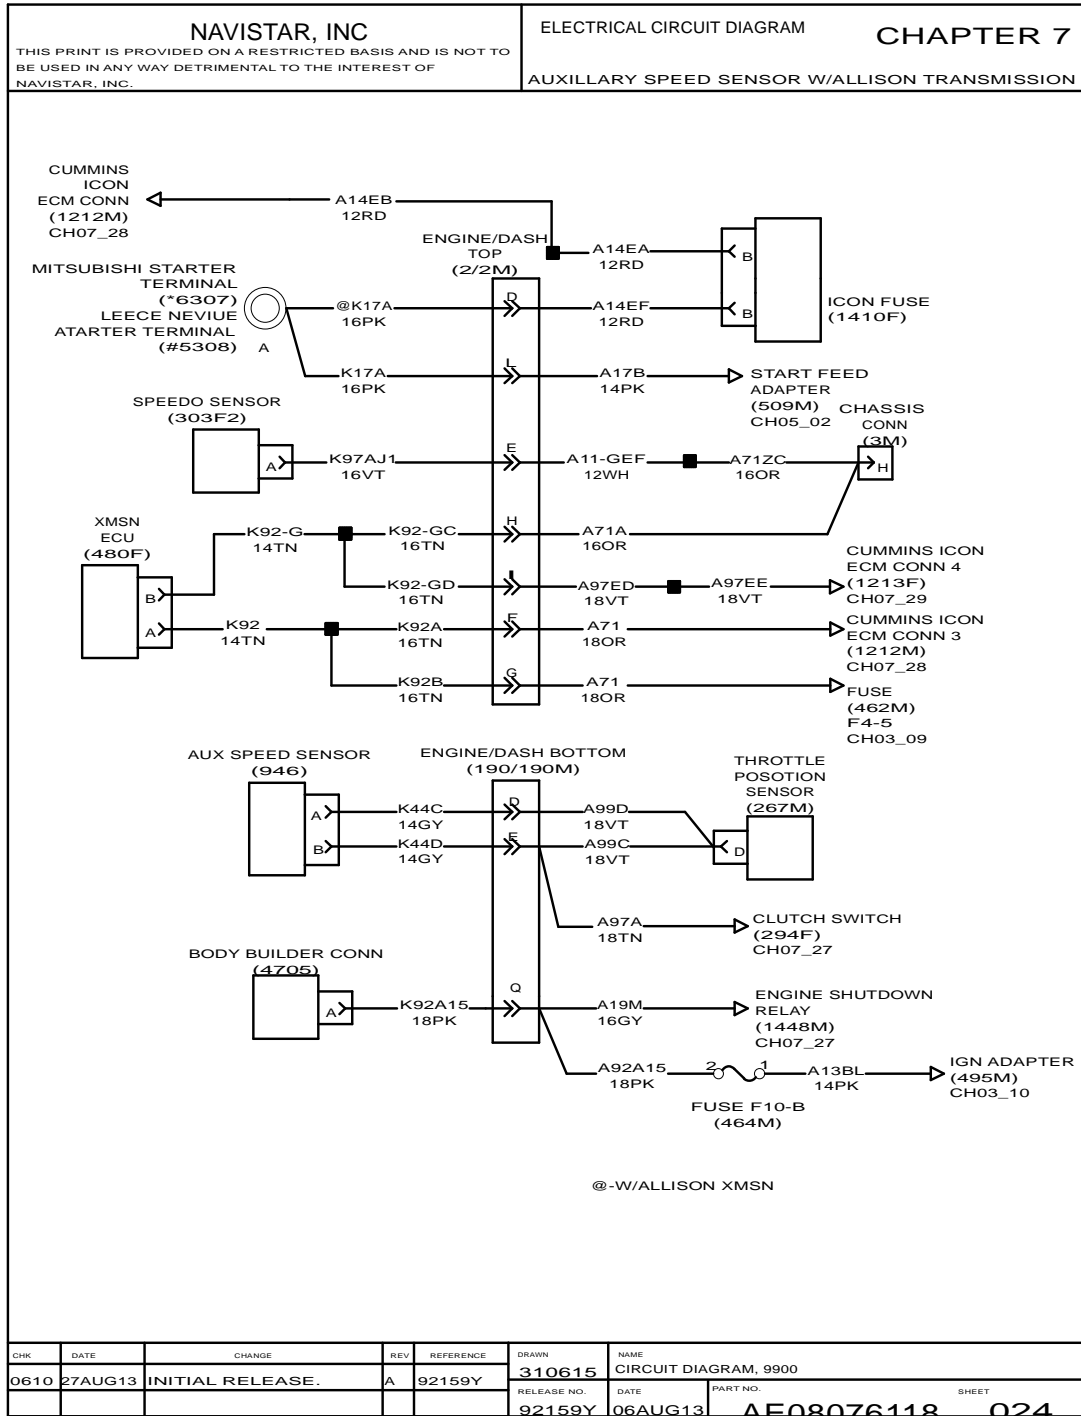 NAVISTAR, INC
THIS PRINT IS PROVIDED ON A RESTRICTED BASIS AND IS NOT TO
BE USED IN ANY WAY DETRIMENTAL TO THE INTEREST OF
NAVISTAR, INC.
ELECTRICAL CIRCUIT DIAGRAM
CHAPTER 7
AUXILLARY SPEED SENSOR W/ALLISON TRANSMISSION
CUMMINS
ICON
ECM CONN
(1212M)
CH07_28
A14EB
12RD
ENGINE/DASH
TOP
(2/2M)
A14EA
12RD
B
MITSUBISHI STARTER
TERMINAL
(*6307)
LEECE NEVIUE
ATARTER TERMINAL
(#5308)
A
@K17A
16PK
D
A14EF
12RD
B
ICON FUSE
(1410F)
K17A
16PK
L
A17B
14PK
START FEED
ADAPTER
(509M)
CH05_02
SPEEDO SENSOR
(303F2)
A
K97AJ1
16VT
E
A11-GEF
12WH
A71ZC
16OR
CHASSIS
CONN
(3M)
H
XMSN
ECU
(480F)
B
A
K92-G
14TN
K92-GC
16TN
H
A71A
16OR
K92-GD
16TN
A97ED
18VT
A97EE
18VT
CUMMINS ICON
ECM CONN 4
(1213F)
CH07_29
K92
14TN
K92A
16TN
F
A71
18OR
CUMMINS ICON
ECM CONN 3
(1212M)
CH07_28
K92B
16TN
G
A71
18OR
FUSE
(462M)
F4-5
CH03_09
AUX SPEED SENSOR
(946)
A
B
ENGINE/DASH BOTTOM
(190/190M)
K44C
14GY
D
A99D
18VT
K44D
14GY
E
A99C
18VT
THROTTLE
POSOTION
SENSOR
(267M)
D
A97A
18TN
CLUTCH SWITCH
(294F)
CH07_27
BODY BUILDER CONN
(4705)
A
K92A15
18PK
Q
A19M
16GY
ENGINE SHUTDOWN
RELAY
(1448M)
CH07_27
A92A15
18PK
2
1
FUSE F10-B
(464M)
A13BL
14PK
IGN ADAPTER
(495M)
CH03_10
@-W/ALLISON XMSN
CHK DATE CHANGE REV REFERENCE
0610 27AUG13 INITIAL RELEASE. A 92159Y
DRAWN
310615
NAME
CIRCUIT DIAGRAM, 9900
RELEASE NO.
92159Y
DATE
06AUG13
PART NO.
AE08076118
SHEET
024